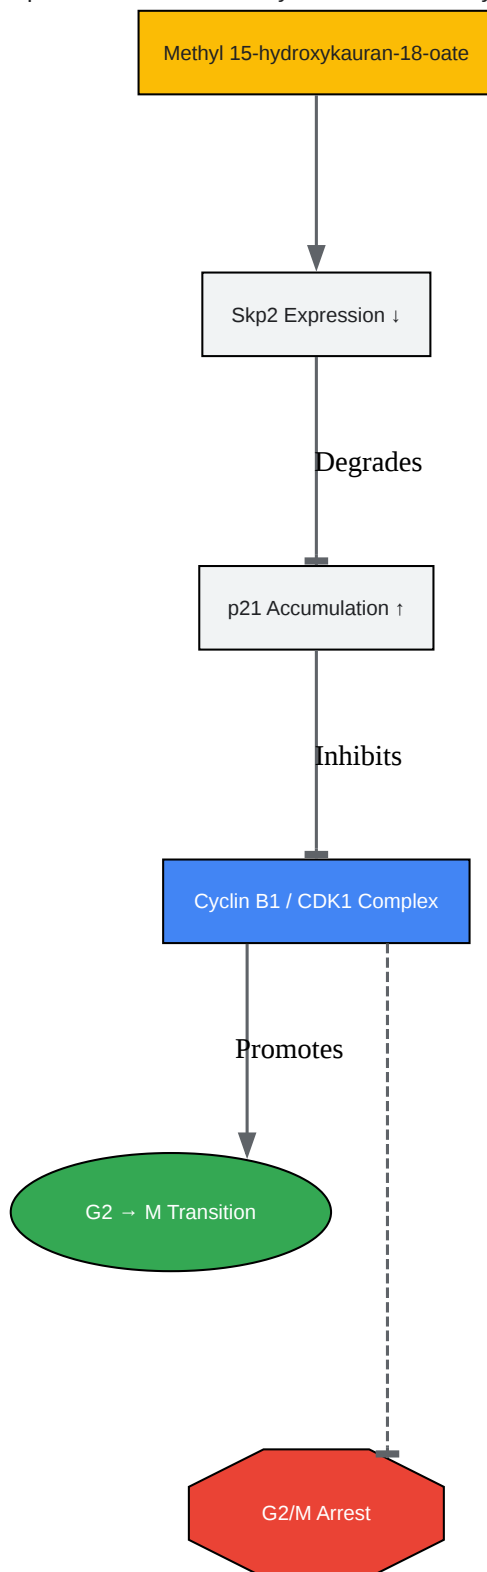 Methyl 15-hydroxykauran-18-oate
Skp2 Expression ↓
Degrades
p21 Accumulation ↑
Inhibits
Cyclin B1 / CDK1 Complex
Promotes
G2 → M Transition
G2/M Arrest